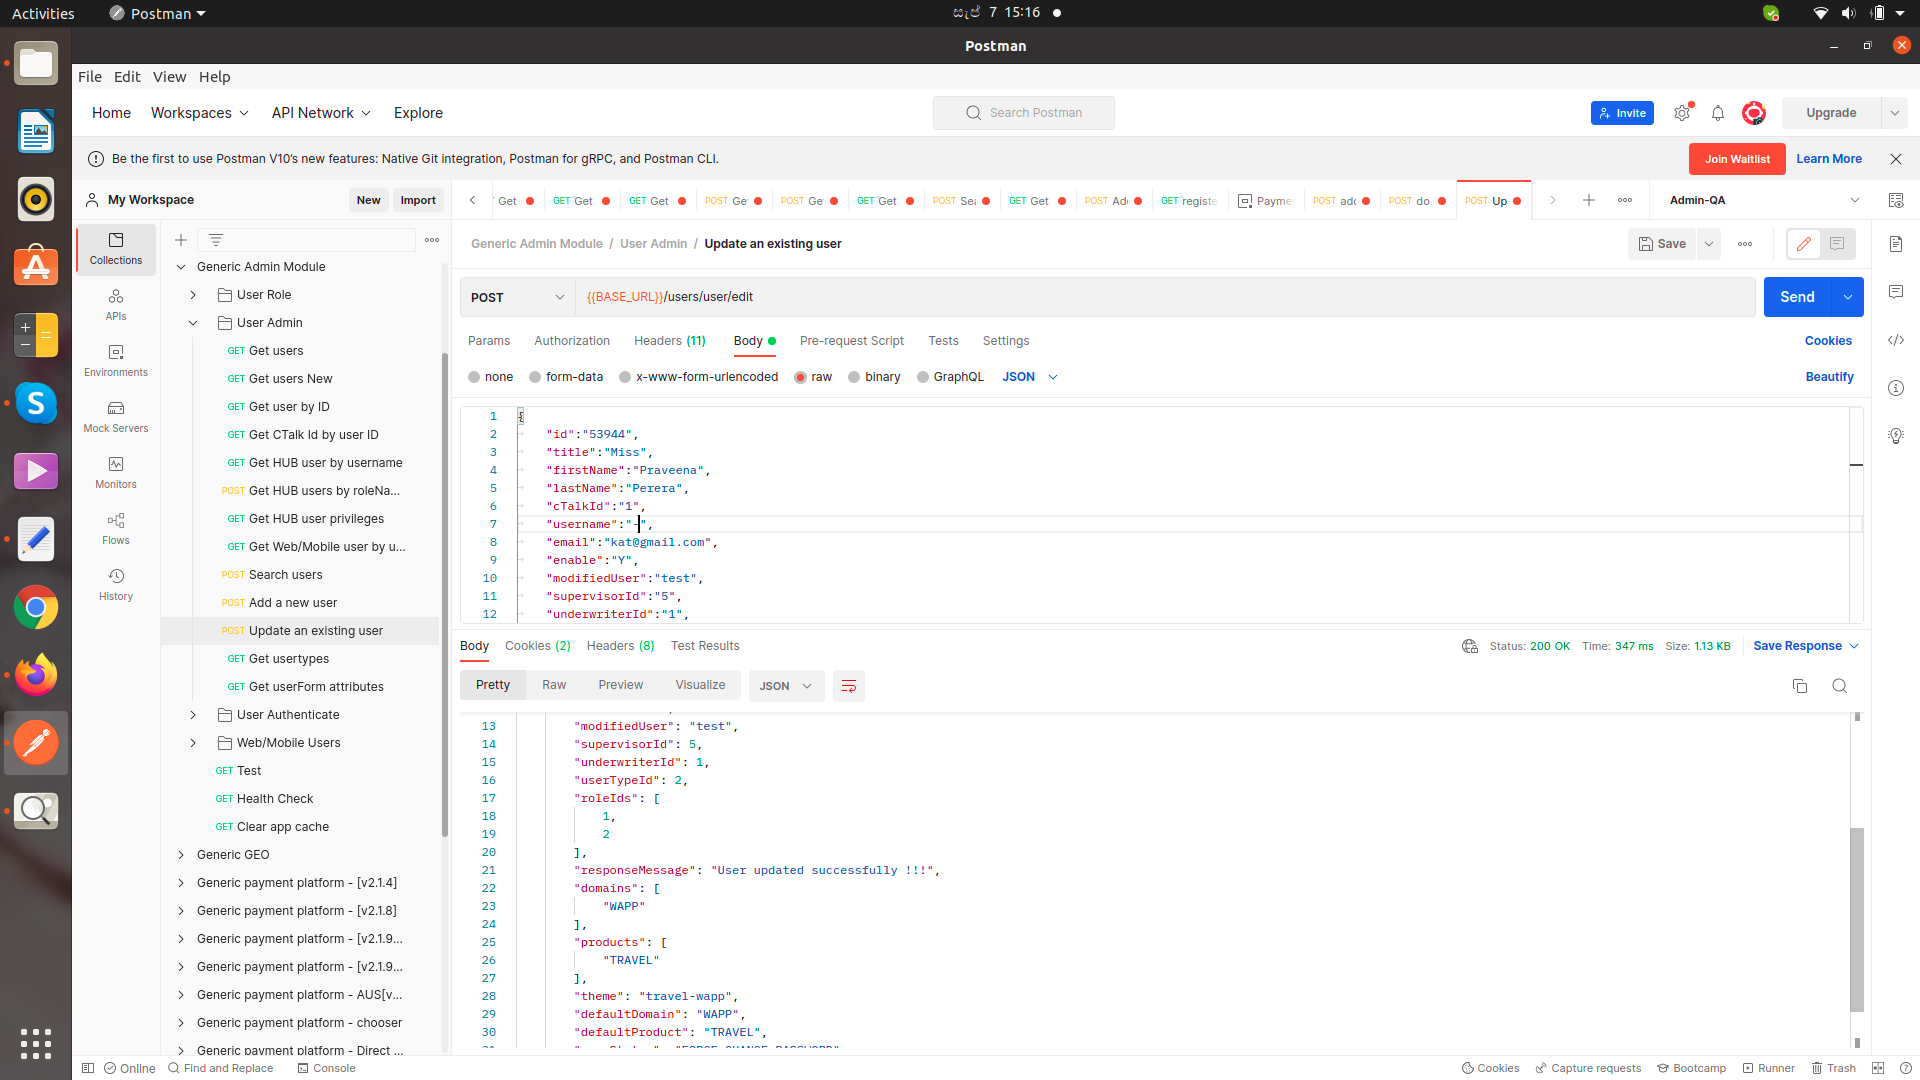 Activities
Postman
සැප් 7 15:16
Postman
File Edit View Help
Home Workspaces API Network Explore
Search Postman
Invite
Upgrade
Be the first to use Postman V10's new features: Native Git integration, Postman for gRPC, and Postman CLI.
Join Waitlist Learn More
My Workspace
New Import
Get
GET Get
GET Get
POST Ge
POST Ge
GET Get
POST Sea
GET Get
POST Add
GET registe
Payme
POST add
POST do
POST Up
Admin-QA
Collections
APIs
Environments
Mock Servers
Monitors
Flows
History
Generic Admin Module
User Role
User Admin
GET Get users
GET Get users New
GET Get user by ID
GET Get CTalk Id by user ID
GET Get HUB user by username
POST Get HUB users by roleNa...
GET Get HUB user privileges
GET Get Web/Mobile user by u...
POST Search users
POST Add a new user
POST Update an existing user
GET Get usertypes
GET Get userForm attributes
User Authenticate
Web/Mobile Users
GET Test
GET Health Check
GET Clear app cache
Generic GEO
Generic payment platform - [v2.1.4]
Generic payment platform - [v2.1.8]
Generic payment platform - [v2.1.9...
Generic payment platform - [v2.1.9...
Generic payment platform - AUS[v...
Generic payment platform - chooser
Generic payment platform - Direct ...
Generic Admin Module / User Admin / Update an existing user
Save
POST
{{BASE_URL}}/users/user/edit
Send
Params Authorization Headers (11) Body Pre-request Script Tests Settings
Cookies
none form-data x-www-form-urlencoded raw binary GraphQL JSON
Beautify
1 {
2 "id":"53944",
3 "title":"Miss",
4 "firstName":"Praveena",
5 "lastName":"Perera",
6 "cTalkId":"1",
7 "username":"-",
8 "email":"kat@gmail.com",
9 "enable":"Y",
10 "modifiedUser":"test",
11 "supervisorId":"5",
12 "underwriterId":"1",
Body Cookies (2) Headers (8) Test Results
Status: 200 OK Time: 347 ms Size: 1.13 KB
Save Response
Pretty Raw Preview Visualize JSON
13 "modifiedUser": "test",
14 "supervisorId": 5,
15 "underwriterId": 1,
16 "userTypeId": 2,
17 "roleIds": [
18 1,
19 2
20 ],
21 "responseMessage": "User updated successfully !!!",
22 "domains": [
23 "WAPP"
24 ],
25 "products": [
26 "TRAVEL"
27 ],
28 "theme": "travel-wapp",
29 "defaultDomain": "WAPP",
30 "defaultProduct": "TRAVEL",
Online Find and Replace Console
Cookies Capture requests Bootcamp Runner Trash